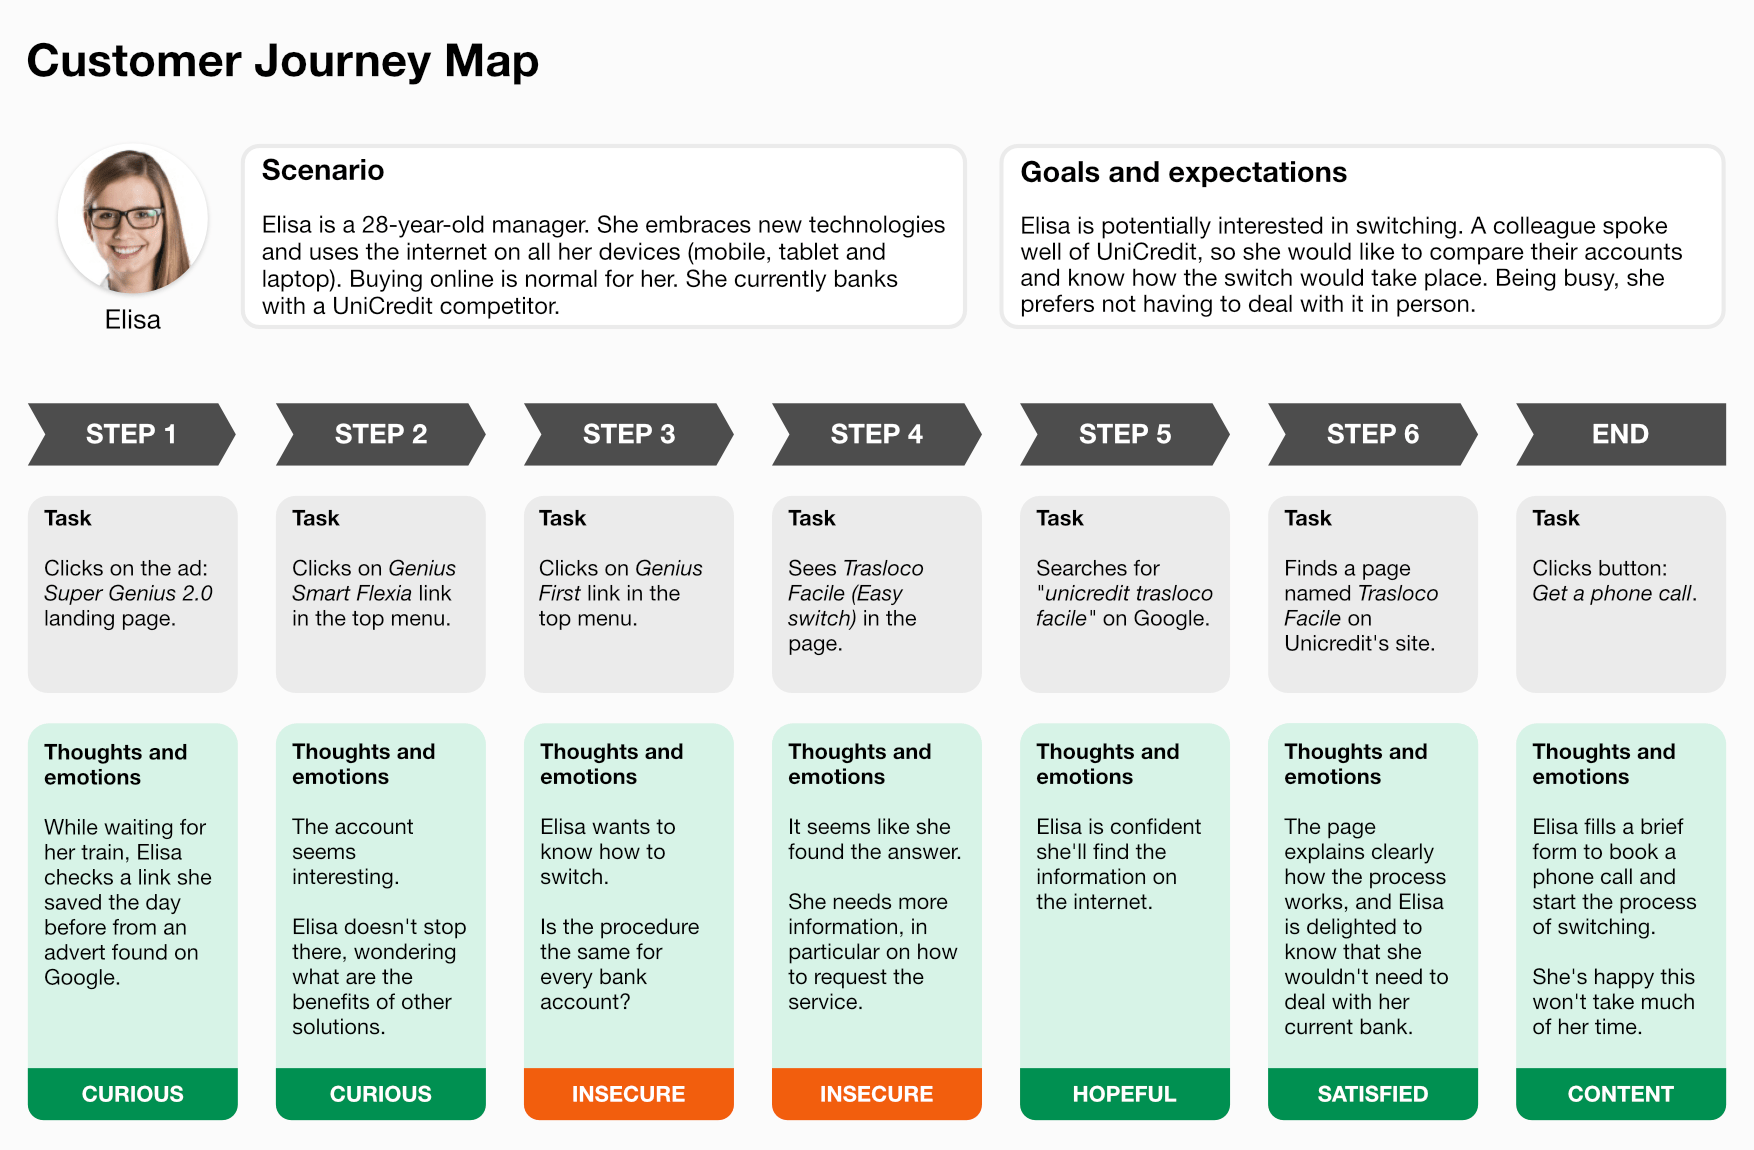 Customer Journey Map
Elisa
Scenario
Elisa is a 28-year-old manager. She embraces new technologies
and uses the internet on all her devices (mobile, tablet and
laptop). Buying online is normal for her. She currently banks
with a UniCredit competitor.
Goals and expectations
Elisa is potentially interested in switching. A colleague spoke
well of UniCredit, so she would like to compare their accounts
and know how the switch would take place. Being busy, she
prefers not having to deal with it in person.
STEP 1
Task
Clicks on the ad:
Super Genius 2.0
landing page.
Thoughts and
emotions
While waiting for
her train, Elisa
checks a link she
saved the day
before from an
advert found on
Google.
CURIOUS
STEP 2
Task
Clicks on Genius
Smart Flexia link
in the top menu.
Thoughts and
emotions
The account
seems
interesting.
Elisa doesn't stop
there, wondering
what are the
benefits of other
solutions.
CURIOUS
STEP 3
Task
Clicks on Genius
First link in the
top menu.
Thoughts and
emotions
Elisa wants to
know how to
switch.
Is the procedure
the same for
every bank
account?
INSECURE
STEP 4
Task
Sees Trasloco
Facile (Easy
switch) in the
page.
Thoughts and
emotions
It seems like she
found the answer.
She needs more
information, in
particular on how
to request the
service.
INSECURE
STEP 5
Task
Searches for
"unicredit trasloco
facile" on Google.
Thoughts and
emotions
Elisa is confident
she'll find the
information on
the internet.
HOPEFUL
STEP 6
Task
Finds a page
named Trasloco
Facile on
Unicredit's site.
Thoughts and
emotions
The page
explains clearly
how the process
works, and Elisa
is delighted to
know that she
wouldn't need to
deal with her
current bank.
SATISFIED
END
Task
Clicks button:
Get a phone call.
Thoughts and
emotions
Elisa fills a brief
form to book a
phone call and
start the process
of switching.
She's happy this
won't take much
of her time.
CONTENT